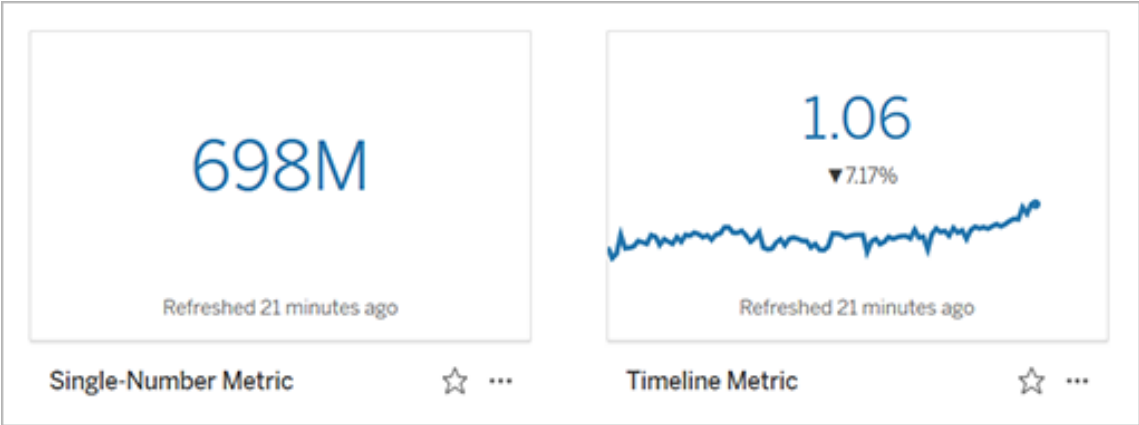 698M
Refreshed 21 minutes ago
Single-Number Metric
1.06
▼7.17%
Refreshed 21 minutes ago
Timeline Metric